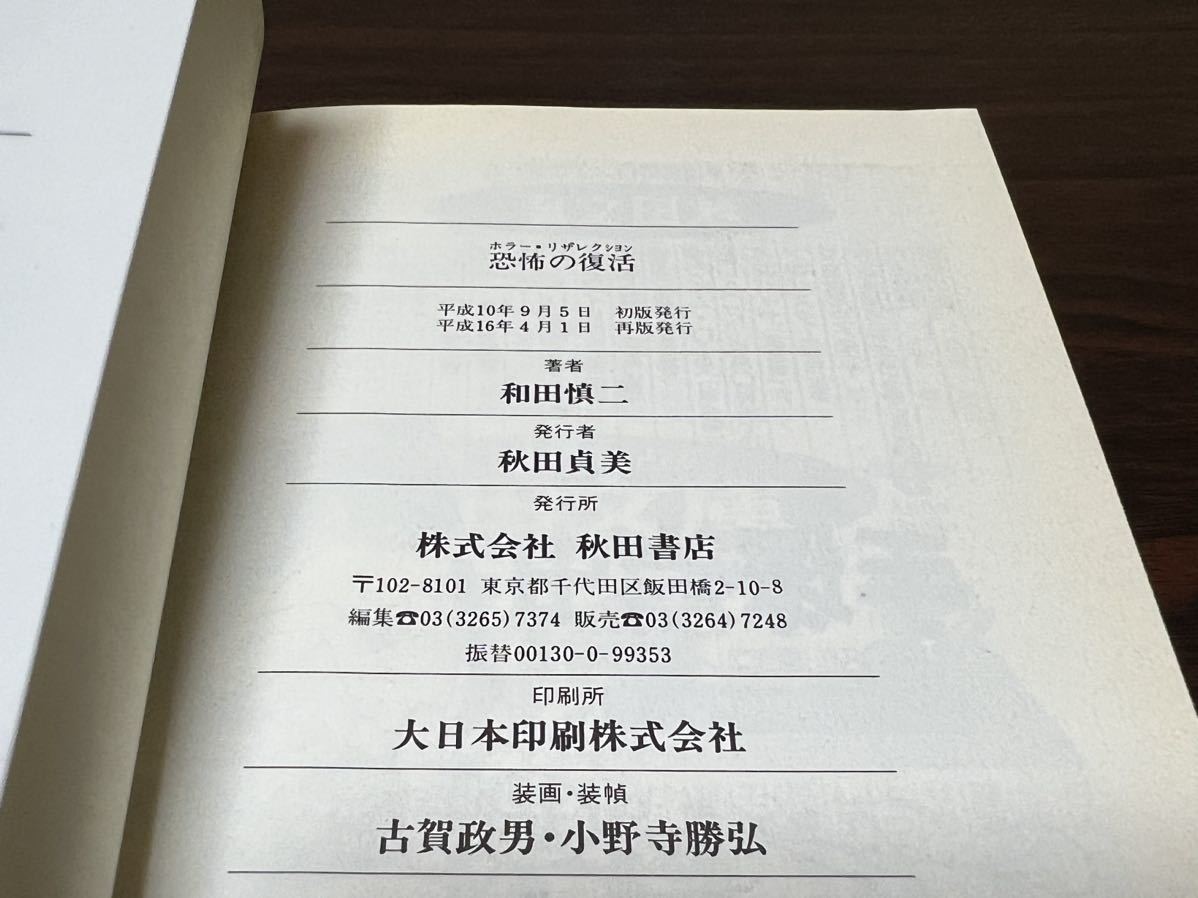 ホラー・リザレクション
恐怖の復活
平成10年9月5日 初版発行
平成16年4月1日 再版発行
著者
和田慎二
発行者
秋田貞美
発行所
株式会社 秋田書店
〒102-8101 東京都千代田区飯田橋2-10-8
編集☎03(3265)7374 販売☎03(3264)7248
振替00130-0-99353
印刷所
大日本印刷株式会社
装画・装幀
古賀政男・小野寺勝弘